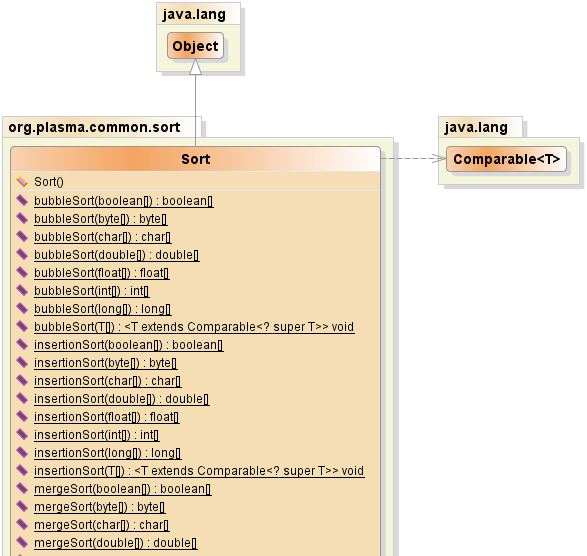 java.lang
Object
org.plasma.common.sort
java.lang
Sort
Comparable<T>
Sort()
bubbleSort(boolean[]) : boolean[]
bubbleSort(byte[]) : byte[]
bubbleSort(char[]) : char[]
bubbleSort(double[]) : double[]
bubbleSort(float[]) : float[]
bubbleSort(int[]) : int[]
bubbleSort(long[]) : long[]
bubbleSort(T[]) : <T extends Comparable<? super T>> void
insertionSort(boolean[]) : boolean[]
insertionSort(byte[]) : byte[]
insertionSort(char[]) : char[]
insertionSort(double[]) : double[]
insertionSort(float[]) : float[]
insertionSort(int[]) : int[]
insertionSort(long[]) : long[]
insertionSort(T[]) : <T extends Comparable<? super T>> void
mergeSort(boolean[]) : boolean[]
mergeSort(byte[]) : byte[]
mergeSort(char[]) : char[]
mergeSort(double[]) : double[]